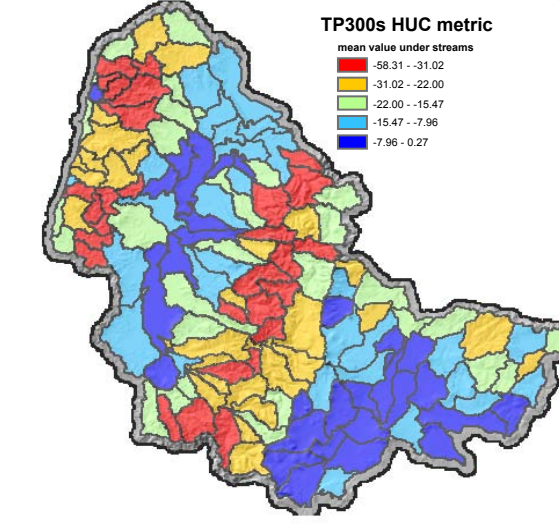 TP300s HUC metric
mean value under streams
-58.31 - -31.02
-31.02 - -22.00
-22.00 - -15.47
-15.47 - -7.96
-7.96 - 0.27